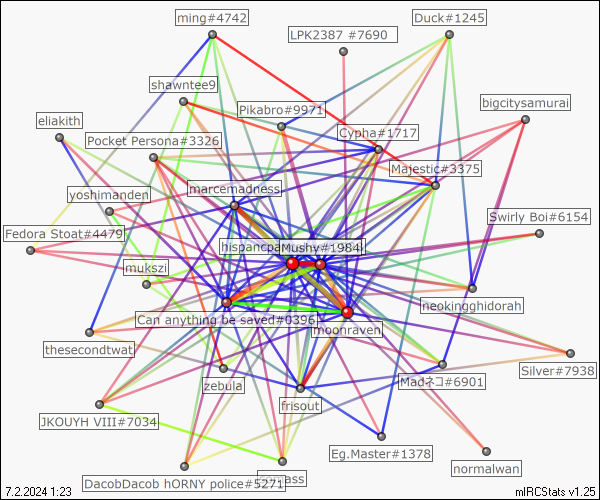 ming#4742
Duck#1245
LPK2387 #7690
shawntee9
Pikabro#9971
bigcitysamurai
eliakith
Cypha#1717
Pocket Persona#3326
Majestic#3375
marcemadness
yoshimander
Swirly Boi#6154
Fedora Stoat#4479
Mushy#1984
mukszi
neokingghidorah
Can anything be saved#0396
moonraven
thesecondtwat
Silver#7938
zebula
Madネコ#6901
frisout
JKOUYH VIII#7034
Eg.Master#1378
normalwan
DacobDacob hORNY police#5271
7.2.2024 1:23
mIRCStats v1.25